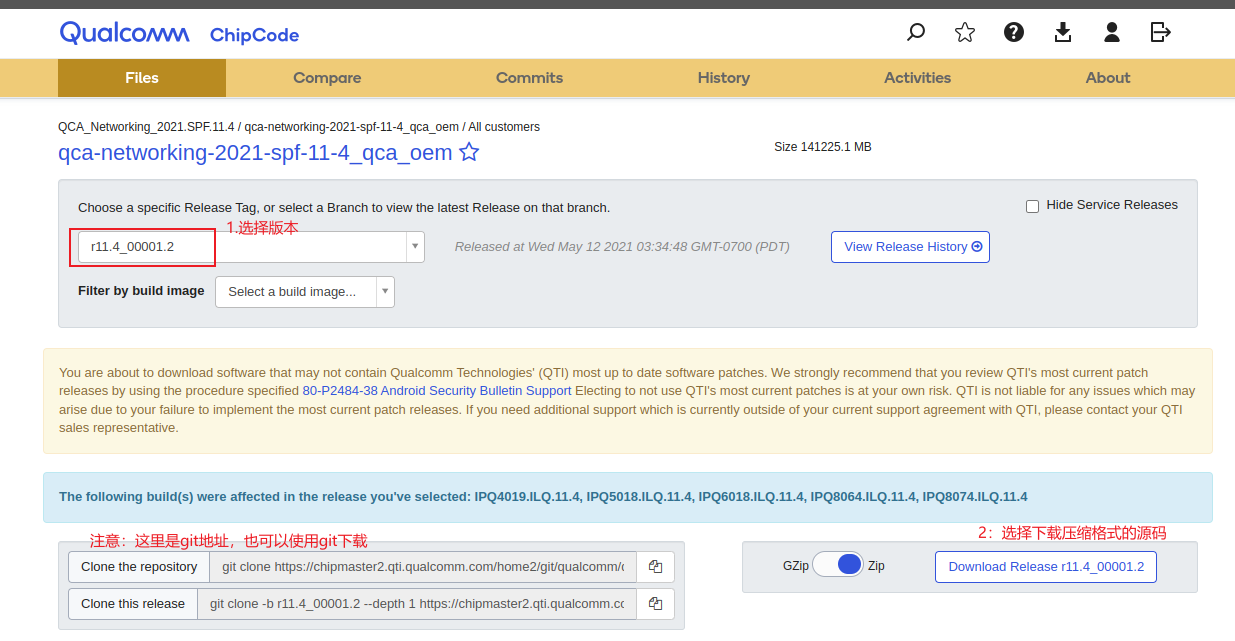 Qualcomm ChipCode
Files Compare Commits History Activities About
QCA_Networking_2021.SPF.11.4 / qca-networking-2021-spf-11-4_qca_oem / All customers
qca-networking-2021-spf-11-4_qca_oem
Size 141225.1 MB
Choose a specific Release Tag, or select a Branch to view the latest Release on that branch.
Hide Service Releases
1.选择版本
r11.4_00001.2
Released at Wed May 12 2021 03:34:48 GMT-0700 (PDT)
View Release History
Filter by build image Select a build image...
You are about to download software that may not contain Qualcomm Technologies' (QTI) most up to date software patches. We strongly recommend that you review QTI's most current patch
releases by using the procedure specified 80-P2484-38 Android Security Bulletin Support Electing to not use QTI's most current patches is at your own risk. QTI is not liable for any issues which may
arise due to your failure to implement the most current patch releases. If you need additional support which is currently outside of your current support agreement with QTI, please contact your QTI
sales representative.
The following build(s) were affected in the release you've selected: IPQ4019.ILQ.11.4, IPQ5018.ILQ.11.4, IPQ6018.ILQ.11.4, IPQ8064.ILQ.11.4, IPQ8074.ILQ.11.4
注意：这里是git地址，也可以使用git下载
Clone the repository git clone https://chipmaster2.qti.qualcomm.com/home2/git/qualcomm/
Clone this release git clone -b r11.4_00001.2 --depth 1 https://chipmaster2.qti.qualcomm.co
2：选择下载压缩格式的源码
GZip Zip
Download Release r11.4_00001.2